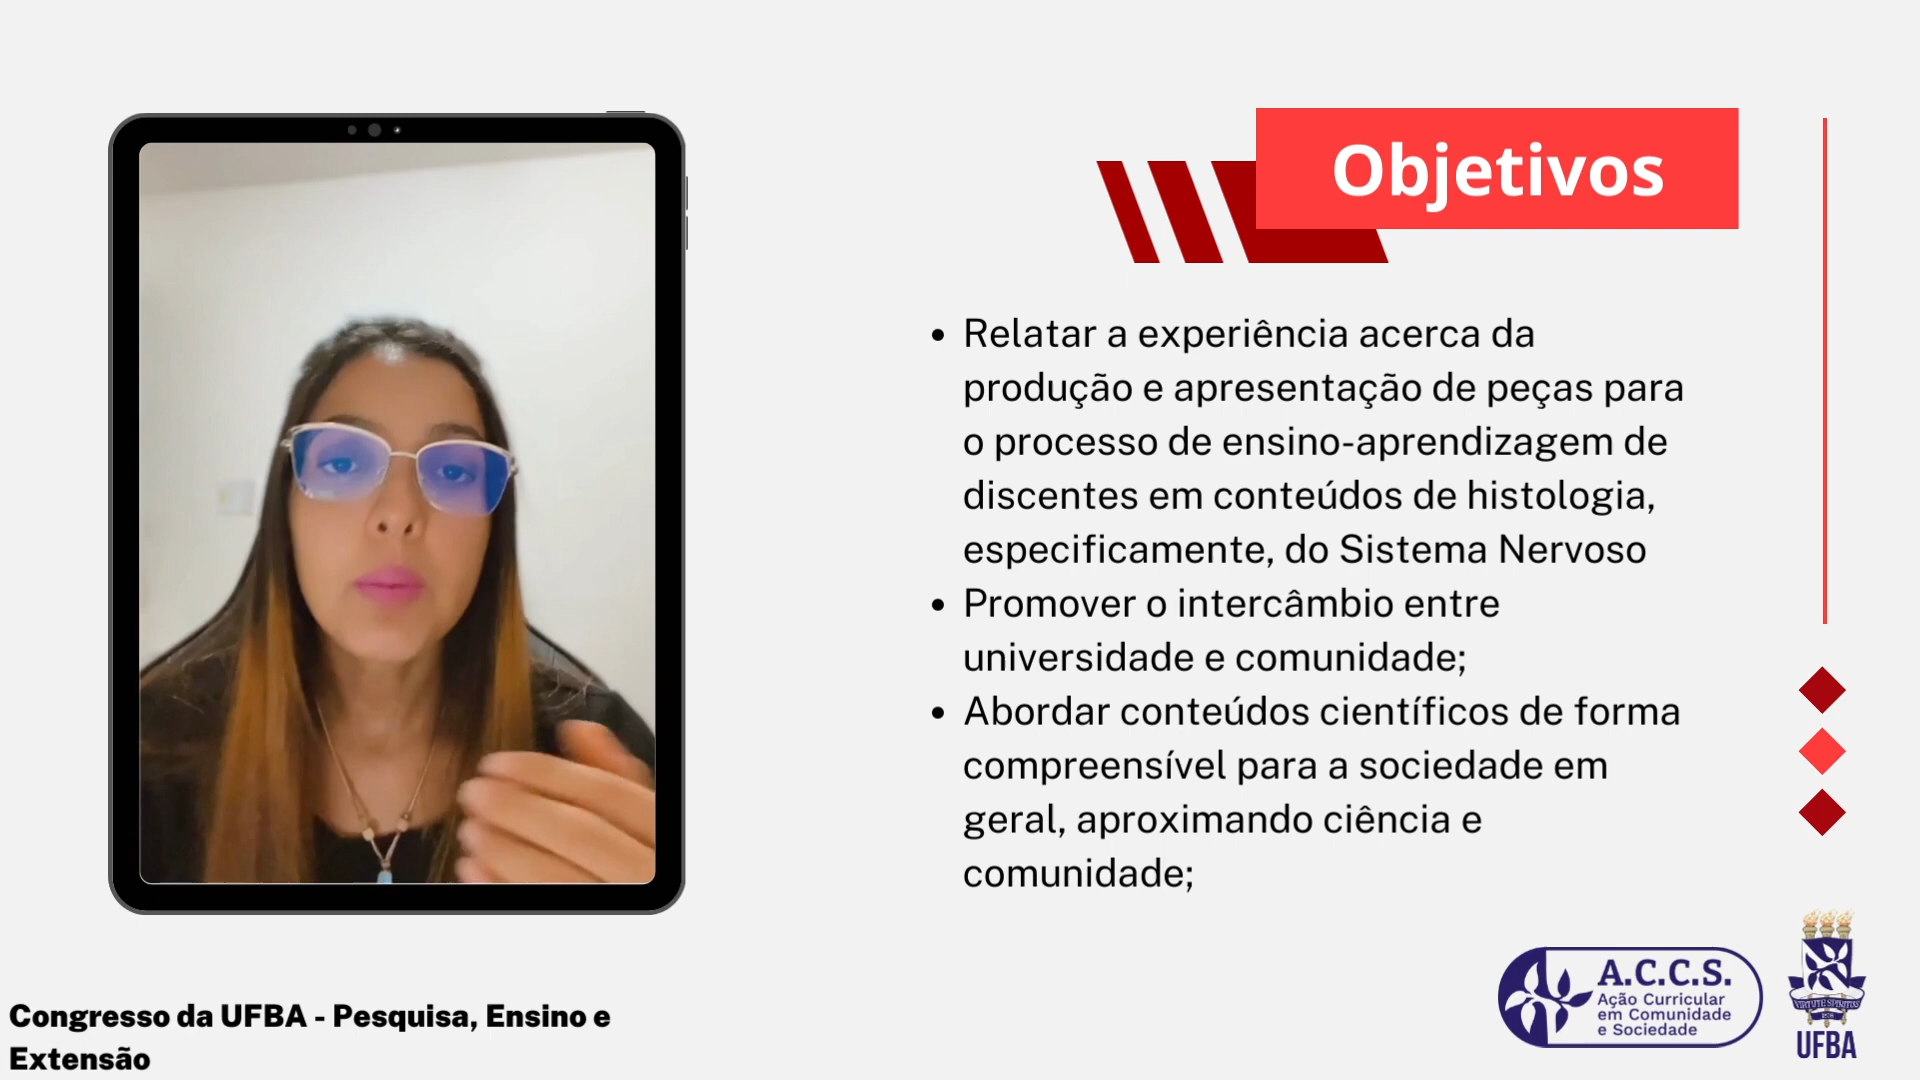 Objetivos
Relatar a experiência acerca da
produção e apresentação de peças para
o processo de ensino-aprendizagem de
discentes em conteúdos de histologia,
especificamente, do Sistema Nervoso
Promover o intercâmbio entre
universidade e comunidade;
Abordar conteúdos científicos de forma
compreensível para a sociedade em
geral, aproximando ciência e
comunidade;
Congresso da UFBA - Pesquisa, Ensino e
Extensão
A.C.C.S.
Ação Curricular
em Comunidade
e Sociedade
VIRTUTE SPIRITUS
UFBA